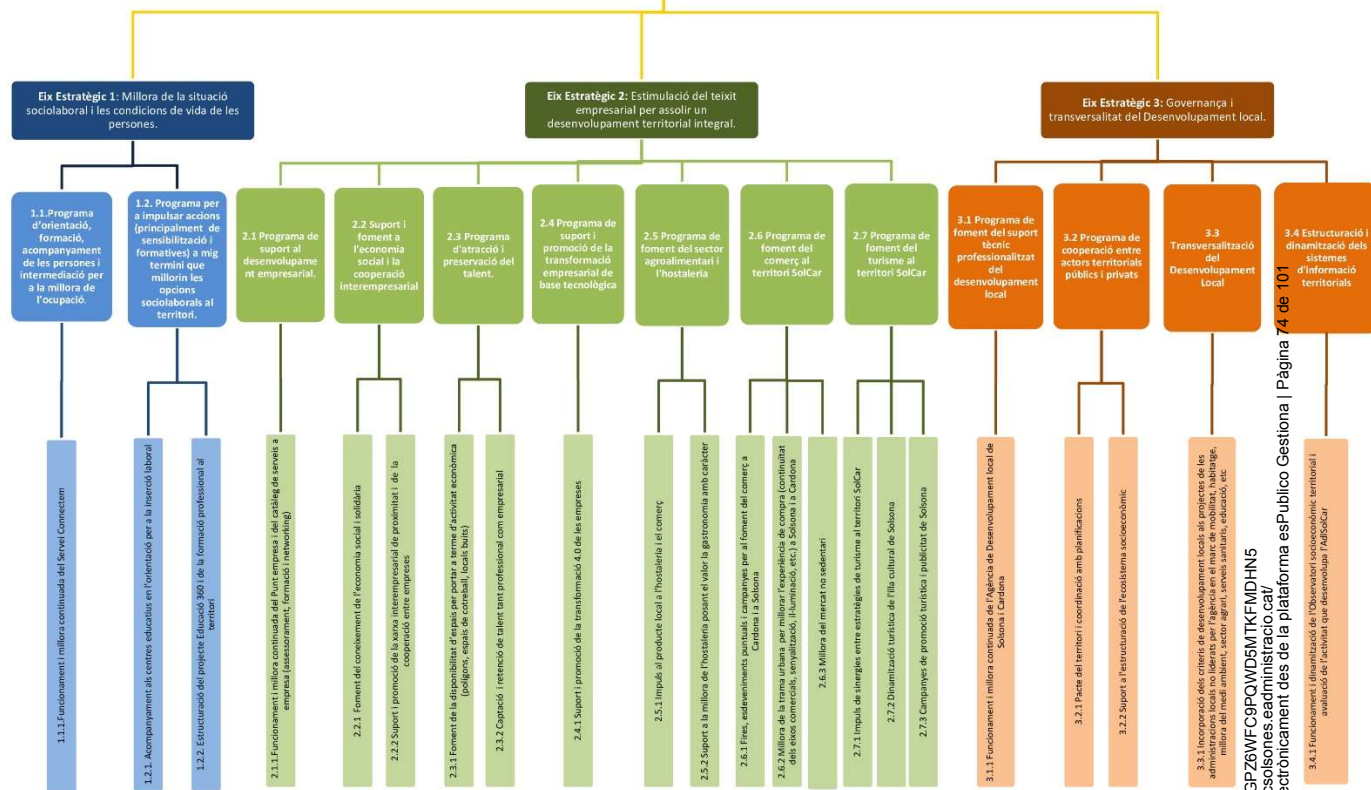 Eix Estratègic 1: Millora de la situació
sociolaboral i les condicions de vida de les
persones.
Eix Estratègic 2: Estimulació del teixit
empresarial per assolir un
desenvolupament territorial integral.
Eix Estratègic 3: Governança i
transversalitat del Desenvolupament local.
1.1.Programa
d'orientació,
formació,
acompanyament
de les persones i
intermediació per
a la millora de
l'ocupació.
1.2. Programa per
a impulsar accions
(principalment de
sensibilització i
formatives) a mig
termini que
millorin les
opcions
sociolaborals al
territori.
2.1 Programa de
suport al
desenvolupame
nt empresarial.
2.2 Suport i
foment a
l'economia
social i la
cooperació
interempresarial
2.3 Programa
d'atracció i
preservació del
talent.
2.4 Programa de
suport i
promoció de la
transformació
empresarial de
base tecnològica
2.5 Programa de
foment del sector
agroalimentari i
l'hostaleria
2.6 Programa de
foment del
comerç al
territori SolCar
2.7 Programa de
foment del
turisme al
territori SolCar
3.1 Programa de
foment del suport
tècnic
professionalitzat
del
desenvolupament
local
3.2 Programa de
cooperació entre
actors territorials
públics i privats
3.3
Transversalització
del
Desenvolupament
Local
3.4 Estructuració i
dinamització dels
sistemes
d'informació
territorials
1.1.1.Funcionament i millora continuada del Servei Connectem
1.2.1. Acompanyament als centres educatius en l'orientació per a la inserció laboral
1.2.2. Estructuració del projecte Educació 360 i de la formació professional al
territori
2.1.1.Funcionament i millora continuada del Punt empresa i del catàleg de serveis a
empresa (assessorament, formació i networking)
2.2.1 Foment del coneixement de l'economia social i solidària
2.2.2 Suport i promoció de la xarxa interempresarial de proximitat i de la
cooperació entre empreses
2.3.1 Foment de la disponibilitat d'espais per portar a terme d'activitat econòmica
(polígons, espais de cotreball, locals buits)
2.3.2 Captació i retenció de talent tant professional com empresarial
2.4.1 Suport i promoció de la transformació 4.0 de les empreses
2.5.1 Impuls al producte local a l'hostaleria i el comerç
2.5.2 Suport a la millora de l'hostaleria posant el valor la gastronomia amb caràcter
2.6.1 Fires, esdeveniments puntuals i campanyes per al foment del comerç a
Cardona i a Solsona
2.6.2 Millora de la trama urbana per millorar l'experiència de compra (continuïtat
dels eixos comercials, senyalització, il·luminació, etc.) a Solsona i a Cardona
2.6.3 Millora del mercat no sedentari
2.7.1 Impuls de sinergies entre estratègies de turisme al territori SolCar
2.7.2 Dinamització turística de l'illa cultural de Solsona
2.7.3 Campanyes de promoció turística i publicitat de Solsona
3.1.1 Funcionament i millora continuada de l'Agència de Desenvolupament local de
Solsona i Cardona
3.2.1 Pacte del territori i coordinació amb planificacions
3.2.2 Suport a l'estructuració de l'ecosistema socioeconòmic
3.3.1 Incorporació dels criteris de desenvolupament locals als projectes de les
administracions locals no liderats per l'agència en el marc de mobilitat, habitatge,
millora del medi ambient, sector agrari, serveis sanitaris, educació, etc
3.4.1 Funcionament i dinamització de l'Observatori socioeconòmic territorial i
avaluació de l'activitat que desenvolupa l'AdlSolCar
GPZ6WFC9PQWD5MTKFMDHN5
csolsones.eadministracio.cat/
ectrònicament des de la plataforma esPublico Gestiona | Pàgina 74 de 101